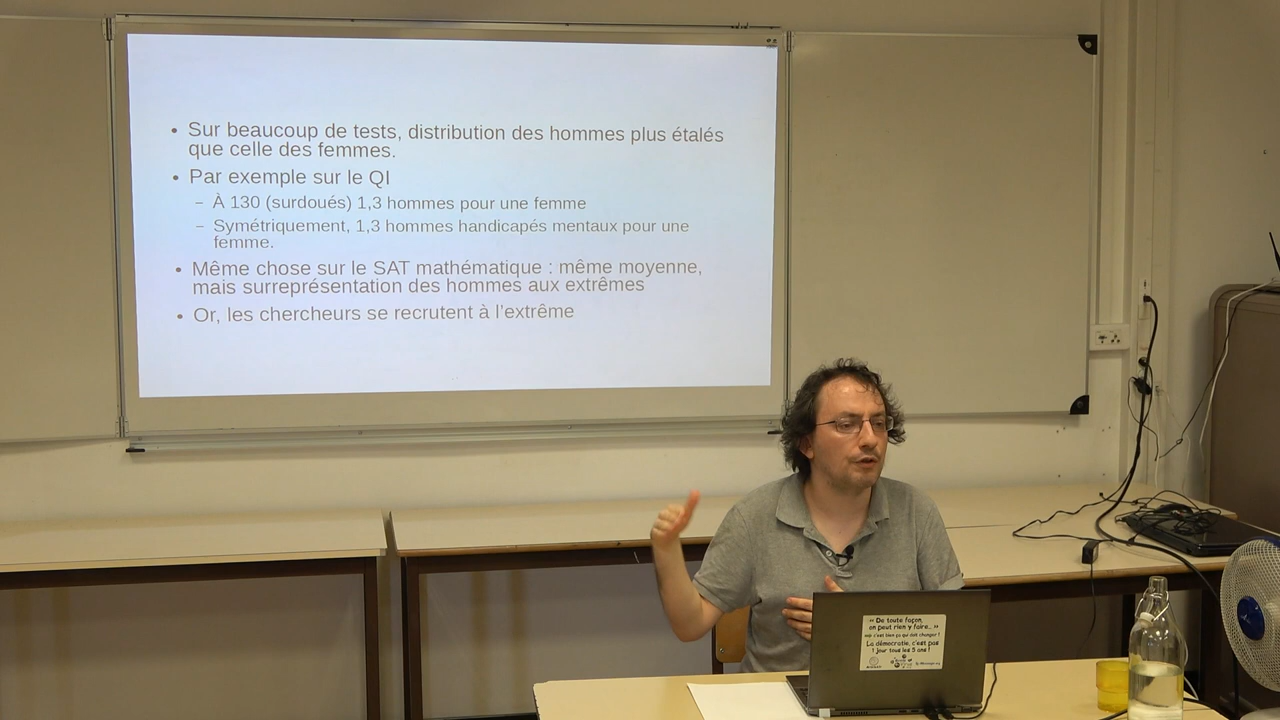 • Sur beaucoup de tests, distribution des hommes plus étalés
que celle des femmes.
• Par exemple sur le QI
– À 130 (surdoués) 1,3 hommes pour une femme
– Symétriquement, 1,3 hommes handicapés mentaux pour une
femme.
• Même chose sur le SAT mathématique : même moyenne,
mais surreprésentation des hommes aux extrêmes
• Or, les chercheurs se recrutent à l'extrême
« De toute façon,
on peut rien y faire... »
La démocratie, c'est pas
1 jour tous les 5 ans !